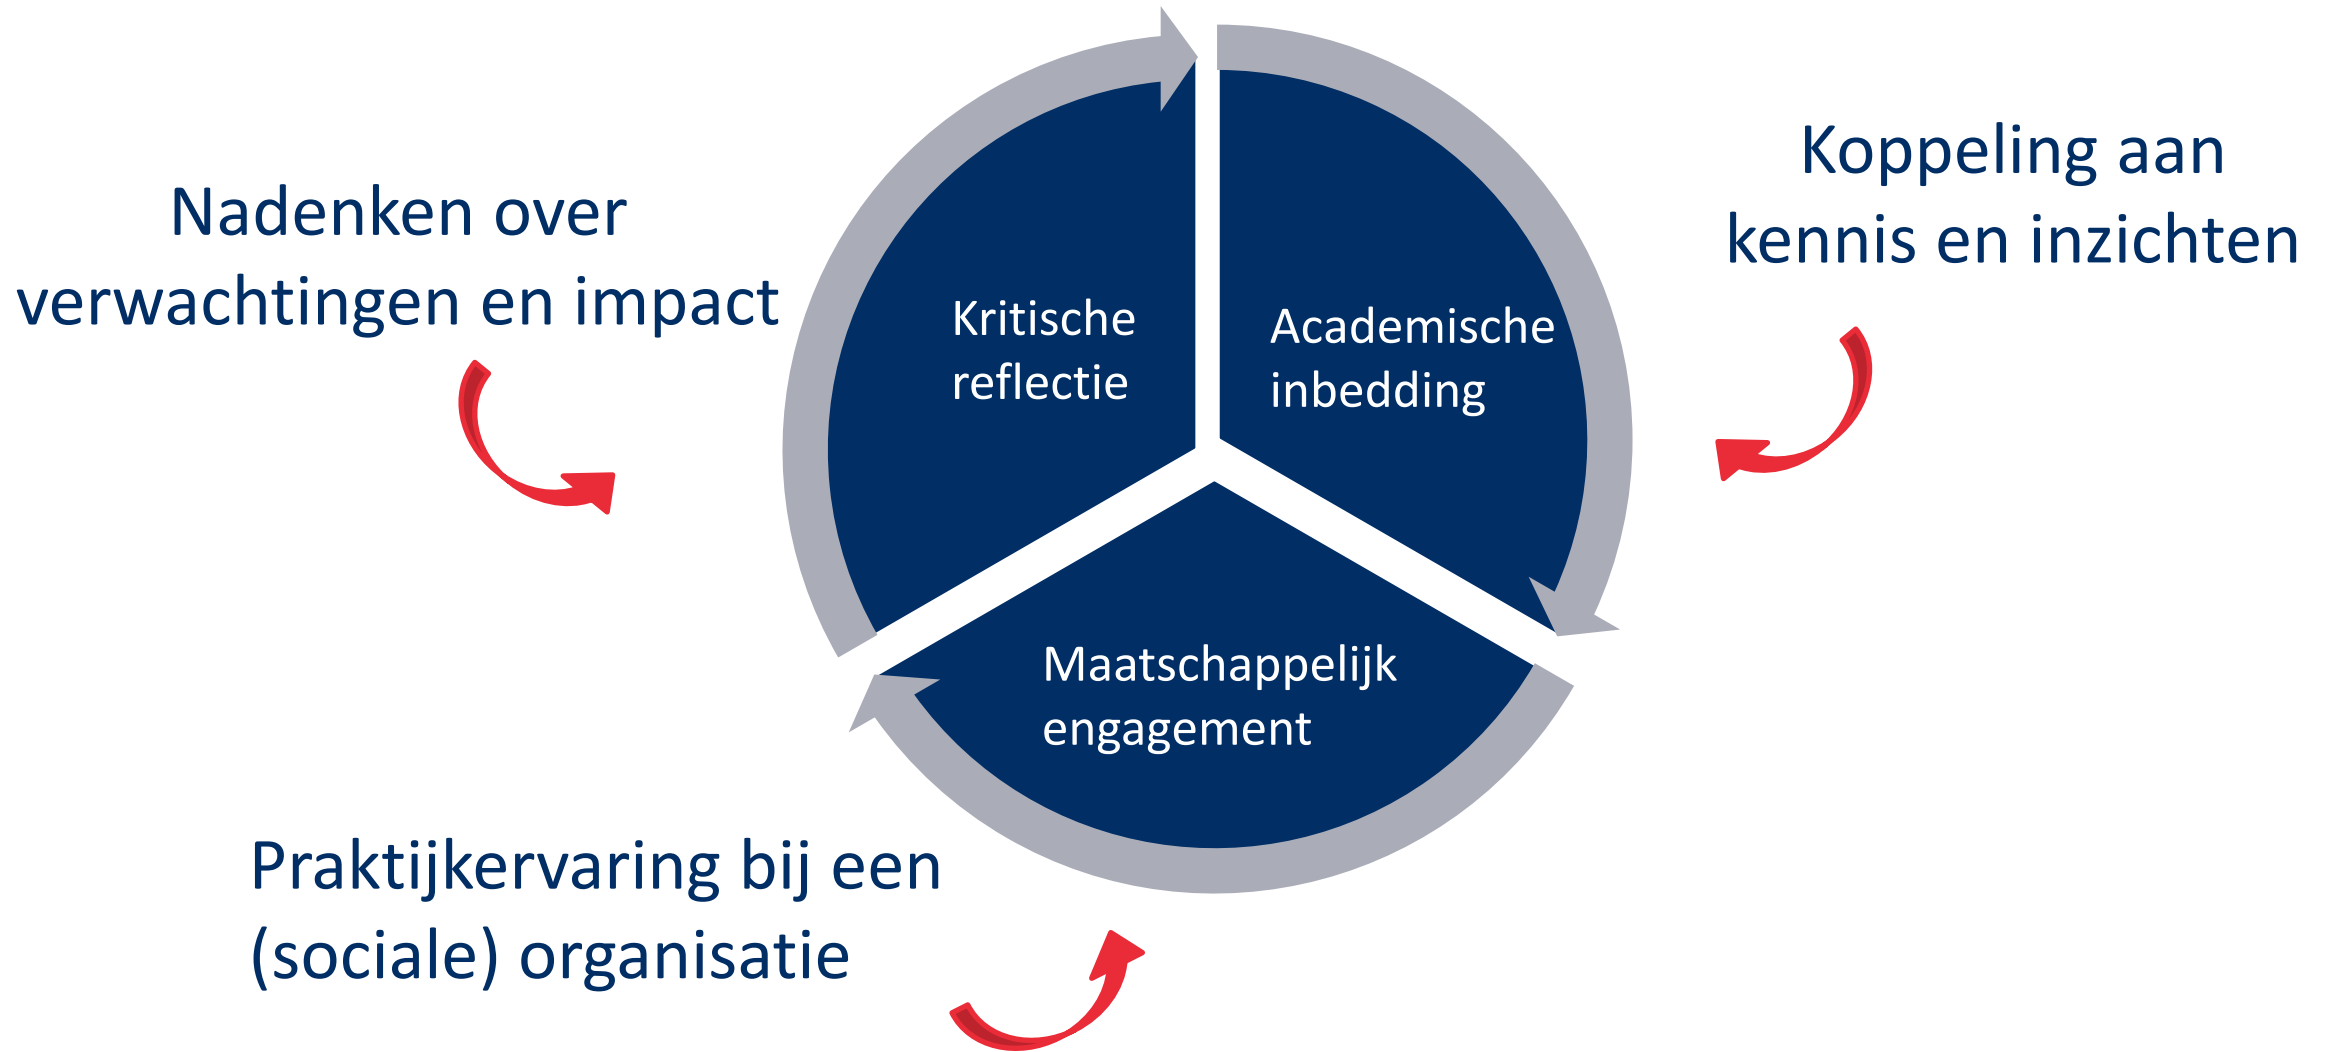 Nadenken over
verwachtingen en impact
Kritische
reflectie
Academische
inbedding
Koppeling aan
kennis en inzichten
Maatschappelijk
engagement
Praktijkervaring bij een
(sociale) organisatie